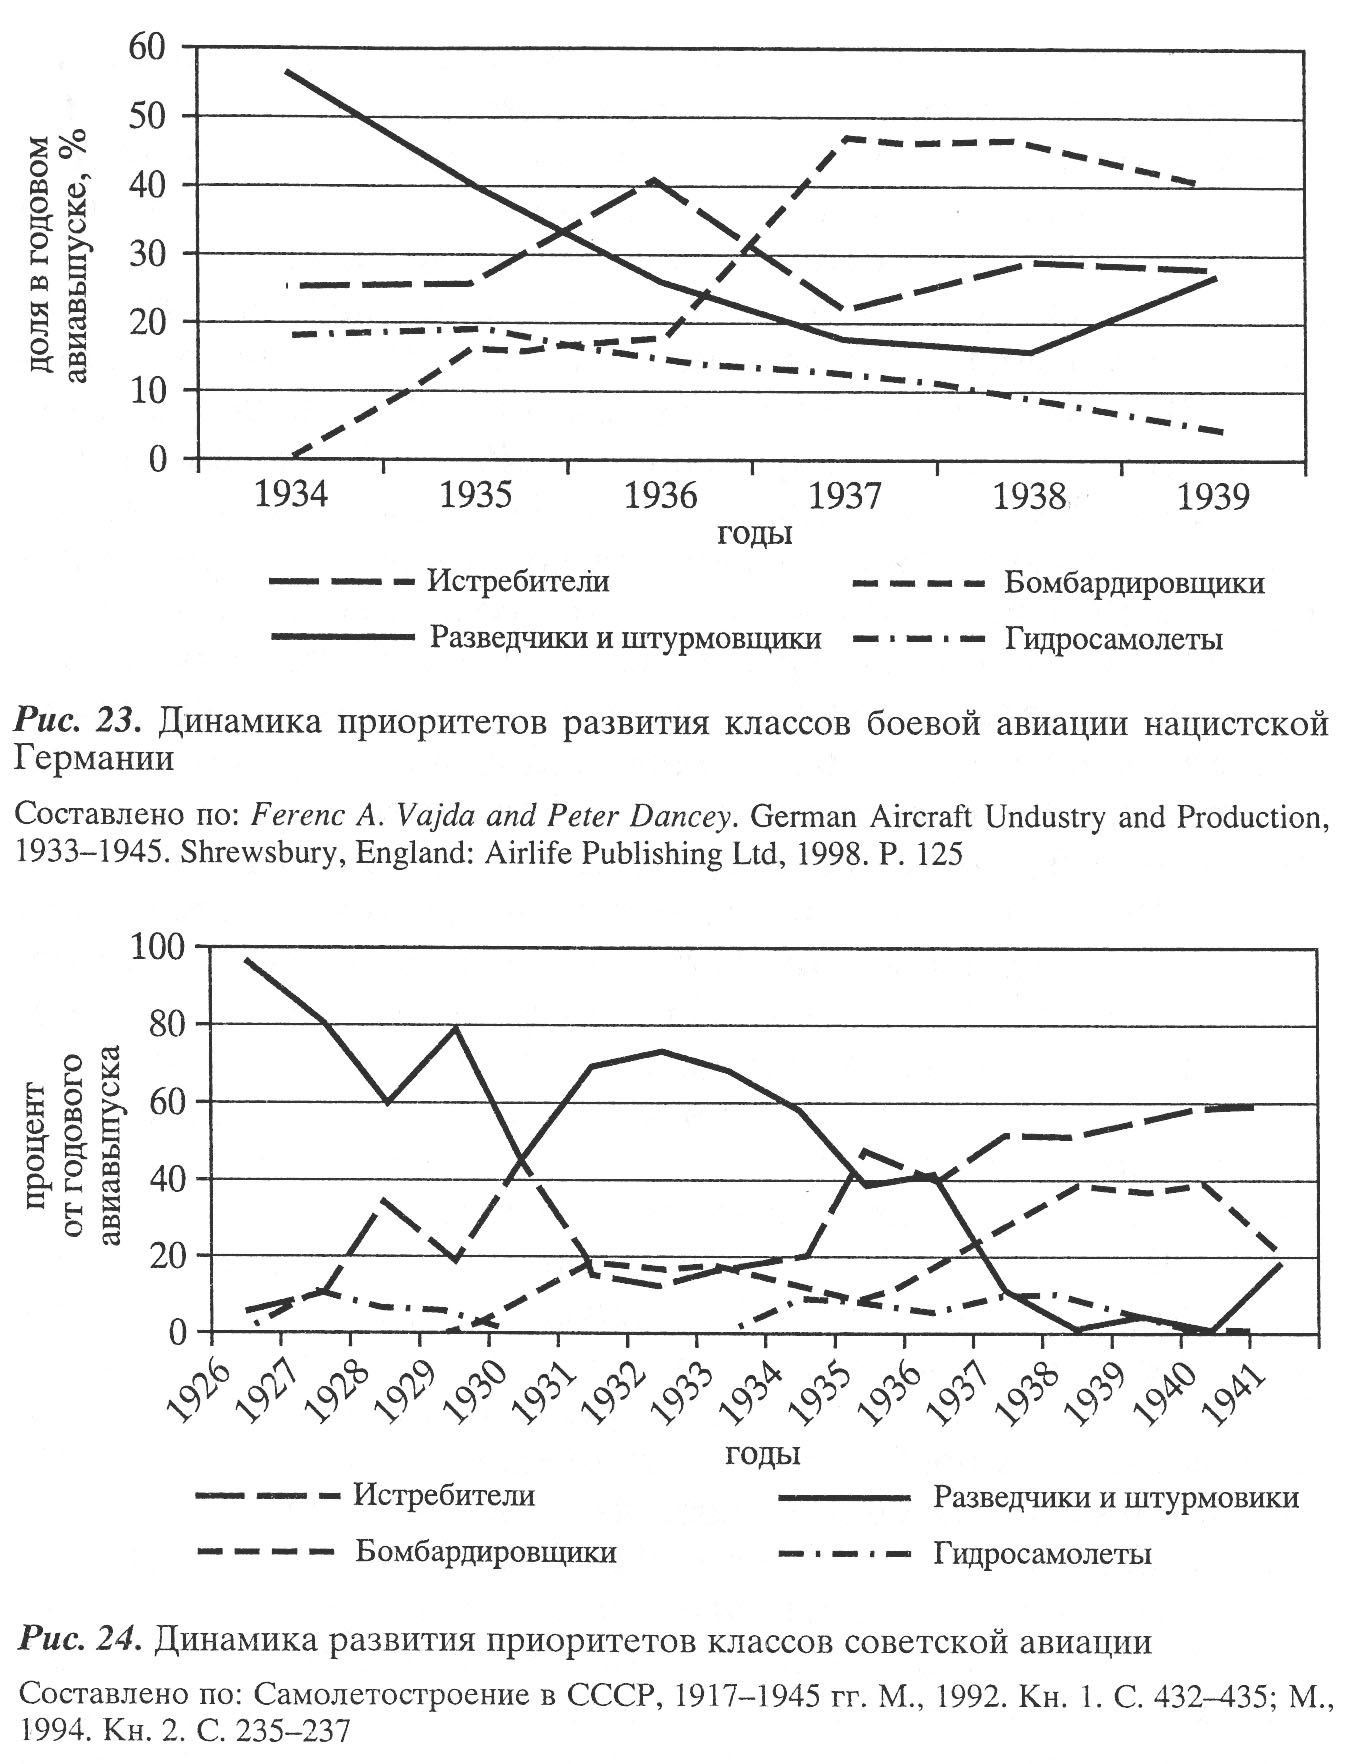 60
50
40
30
20
10
0
доля в годовом
авиавыпуске, %
1934 1935 1936 1937 1938 1939
годы
Истребители Бомбардировщики
Разведчики и штурмовщики Гидросамолеты
Рис. 23. Динамика приоритетов развития классов боевой авиации нацистской
Германии
Составлено по: Ferenc A. Vajda and Peter Dancey. German Aircraft Undustry and Production,
1933–1945. Shrewsbury, England: Airlife Publishing Ltd, 1998. P. 125
100
80
60
40
20
0
процент
от годового
авиавыпуска
1926 1927 1928 1929 1930 1931 1932 1933 1934 1935 1936 1937 1938 1939 1940 1941
годы
Истребители Разведчики и штурмовики
Бомбардировщики Гидросамолеты
Рис. 24. Динамика развития приоритетов классов советской авиации
Составлено по: Самолетостроение в СССР, 1917–1945 гг. М., 1992. Кн. 1. С. 432–435; М.,
1994. Кн. 2. С. 235–237